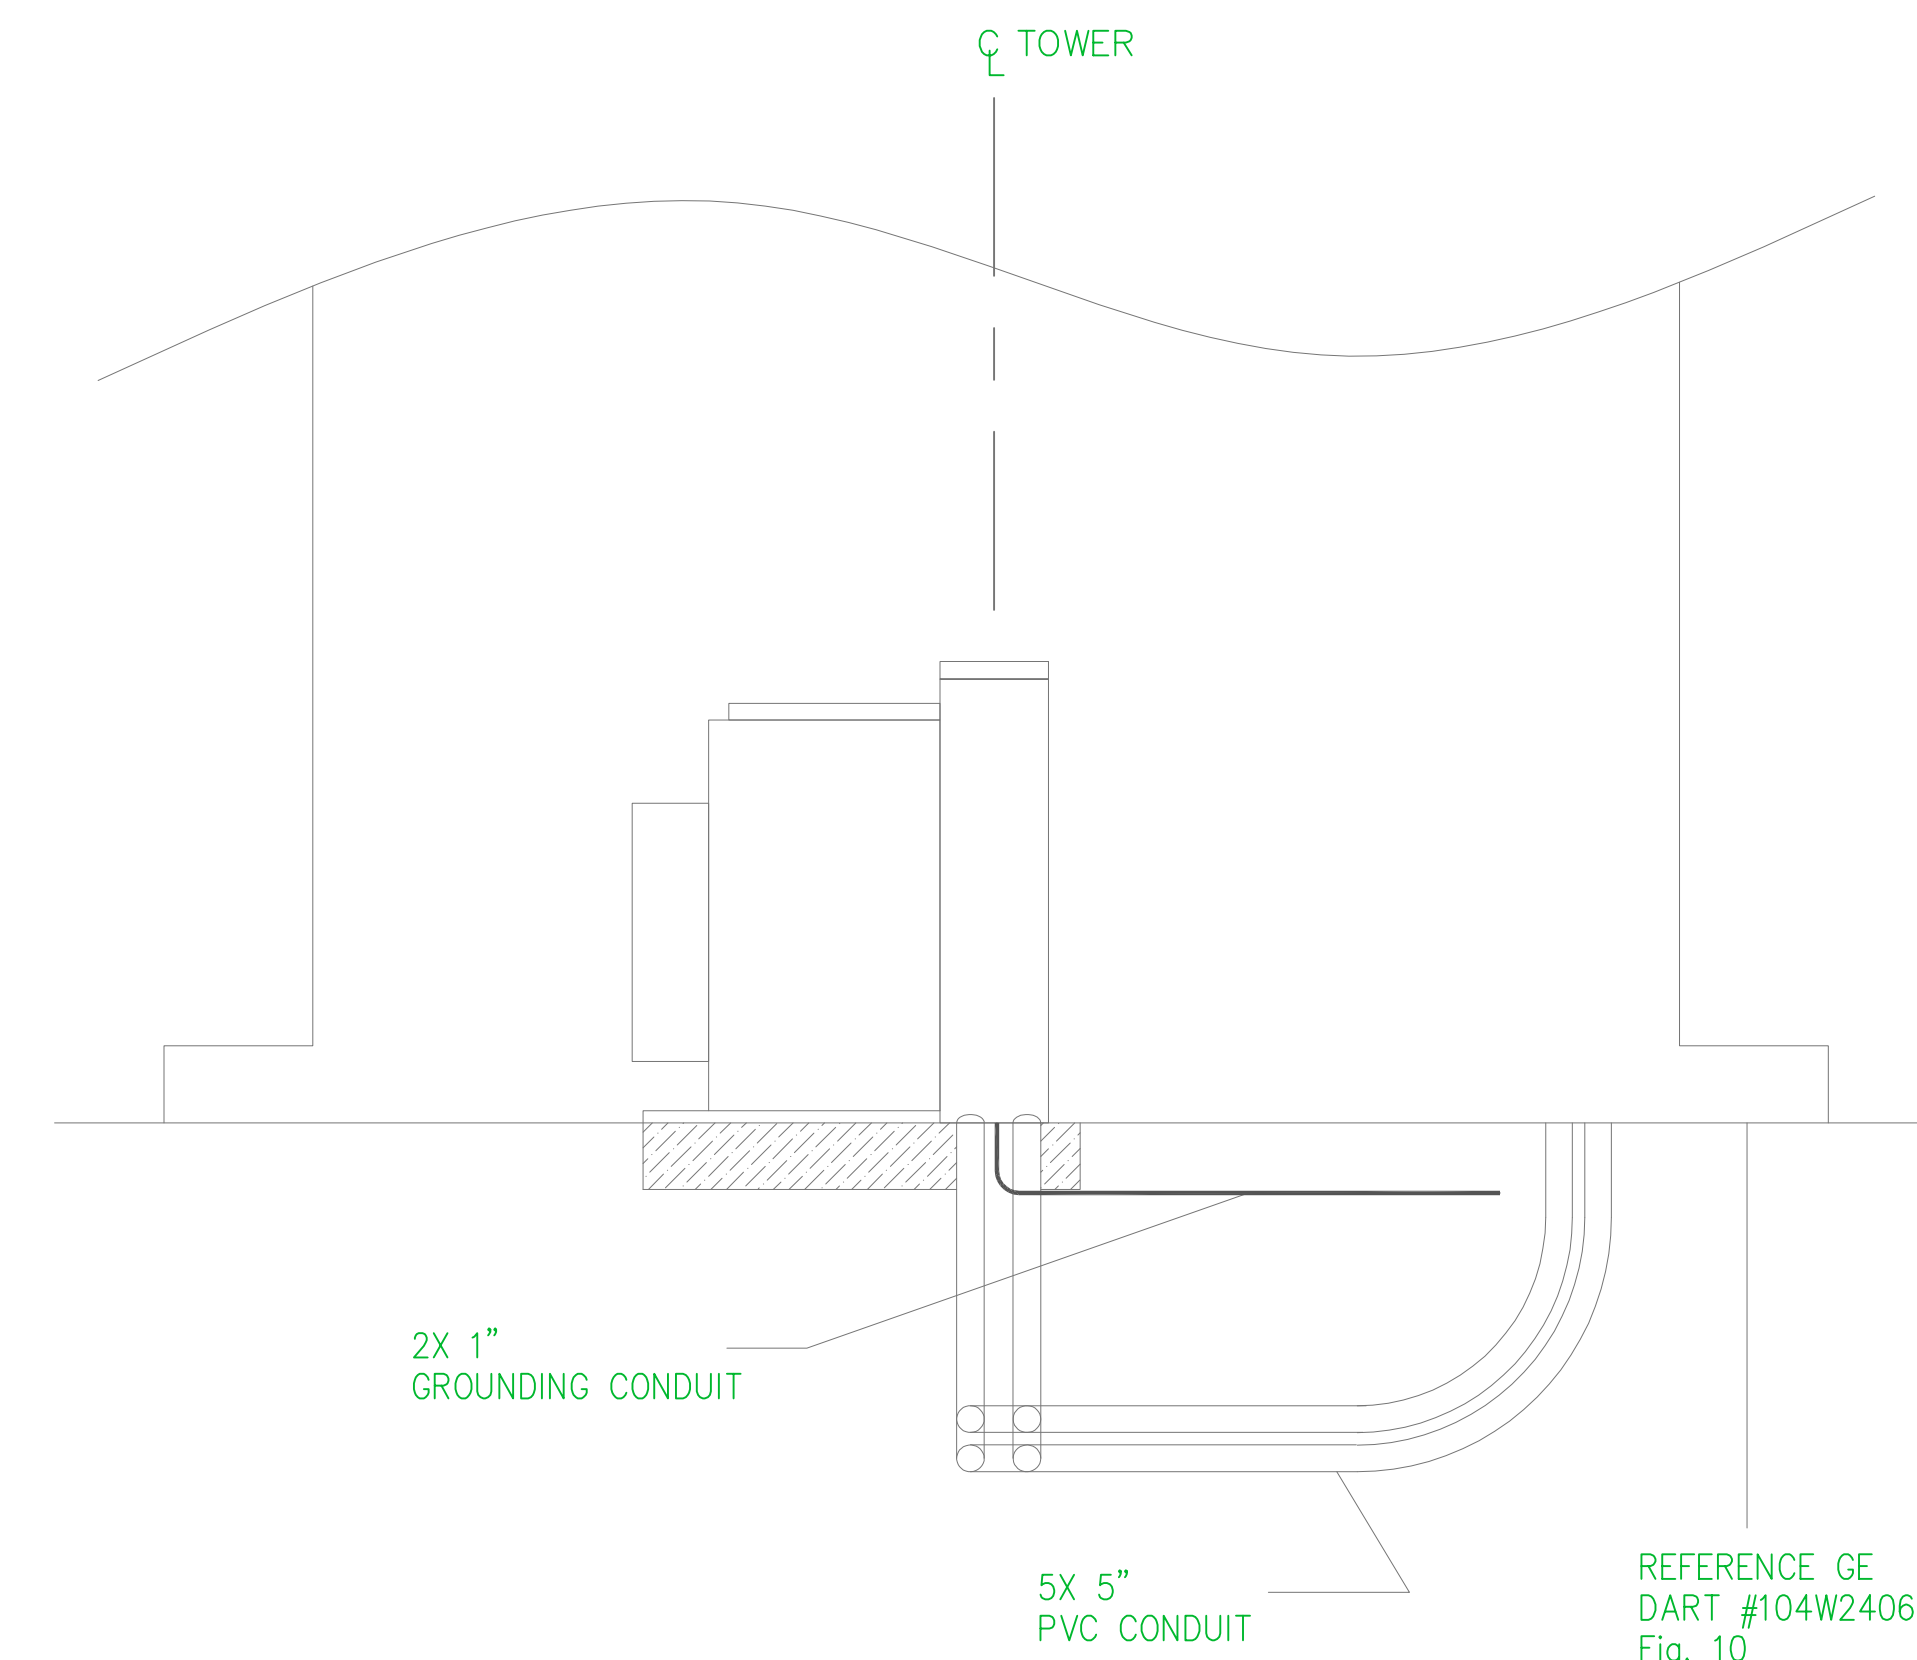 ℄ TOWER
2X 1”
GROUNDING CONDUIT
5X 5”
PVC CONDUIT
REFERENCE GE
DART #104W2406
Fig. 10